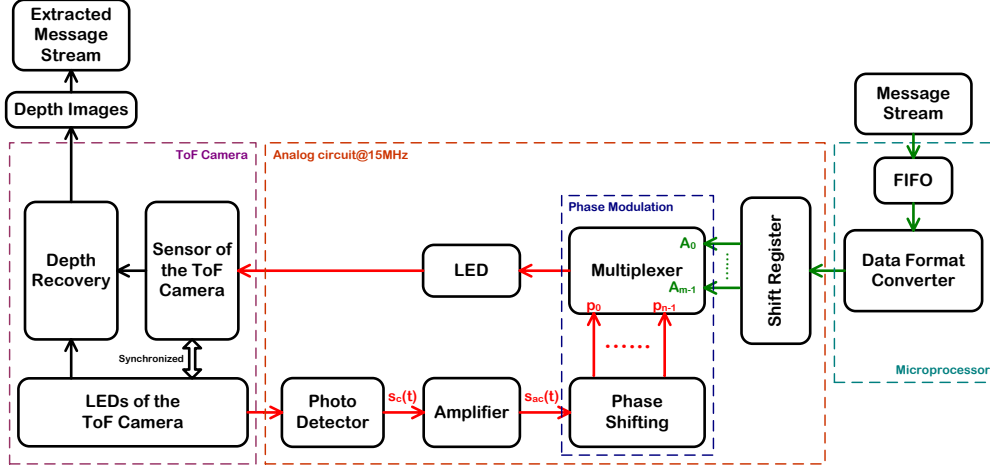 Extracted
Message
Stream
Depth Images
Message
Stream
ToF Camera
Analog circuit@15MHz
FIFO
Phase Modulation
Depth
Recovery
Sensor of
the ToF
Camera
LED
Multiplexer
A0
Am-1
p0
pn-1
Shift Register
Data Format
Converter
Synchronized
Microprocessor
LEDs of the
ToF Camera
Photo
Detector
sc(t)
Amplifier
sac(t)
Phase
Shifting